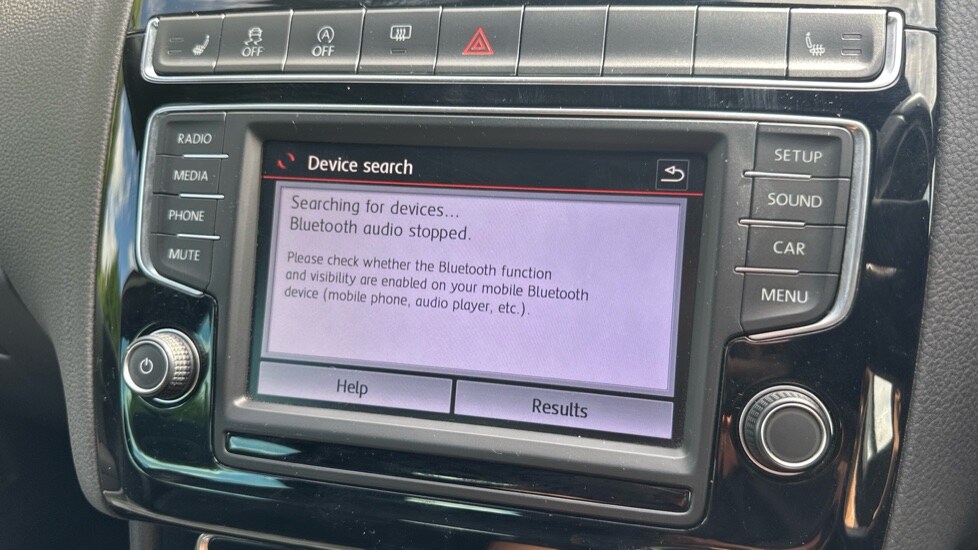 OFF
A
OFF
RADIO
MEDIA
PHONE
MUTE
Device search
Searching for devices...
Bluetooth audio stopped.
Please check whether the Bluetooth function
and visibility are enabled on your mobile Bluetooth
device (mobile phone, audio player, etc.).
Help
Results
SETUP
SOUND
CAR
MENU